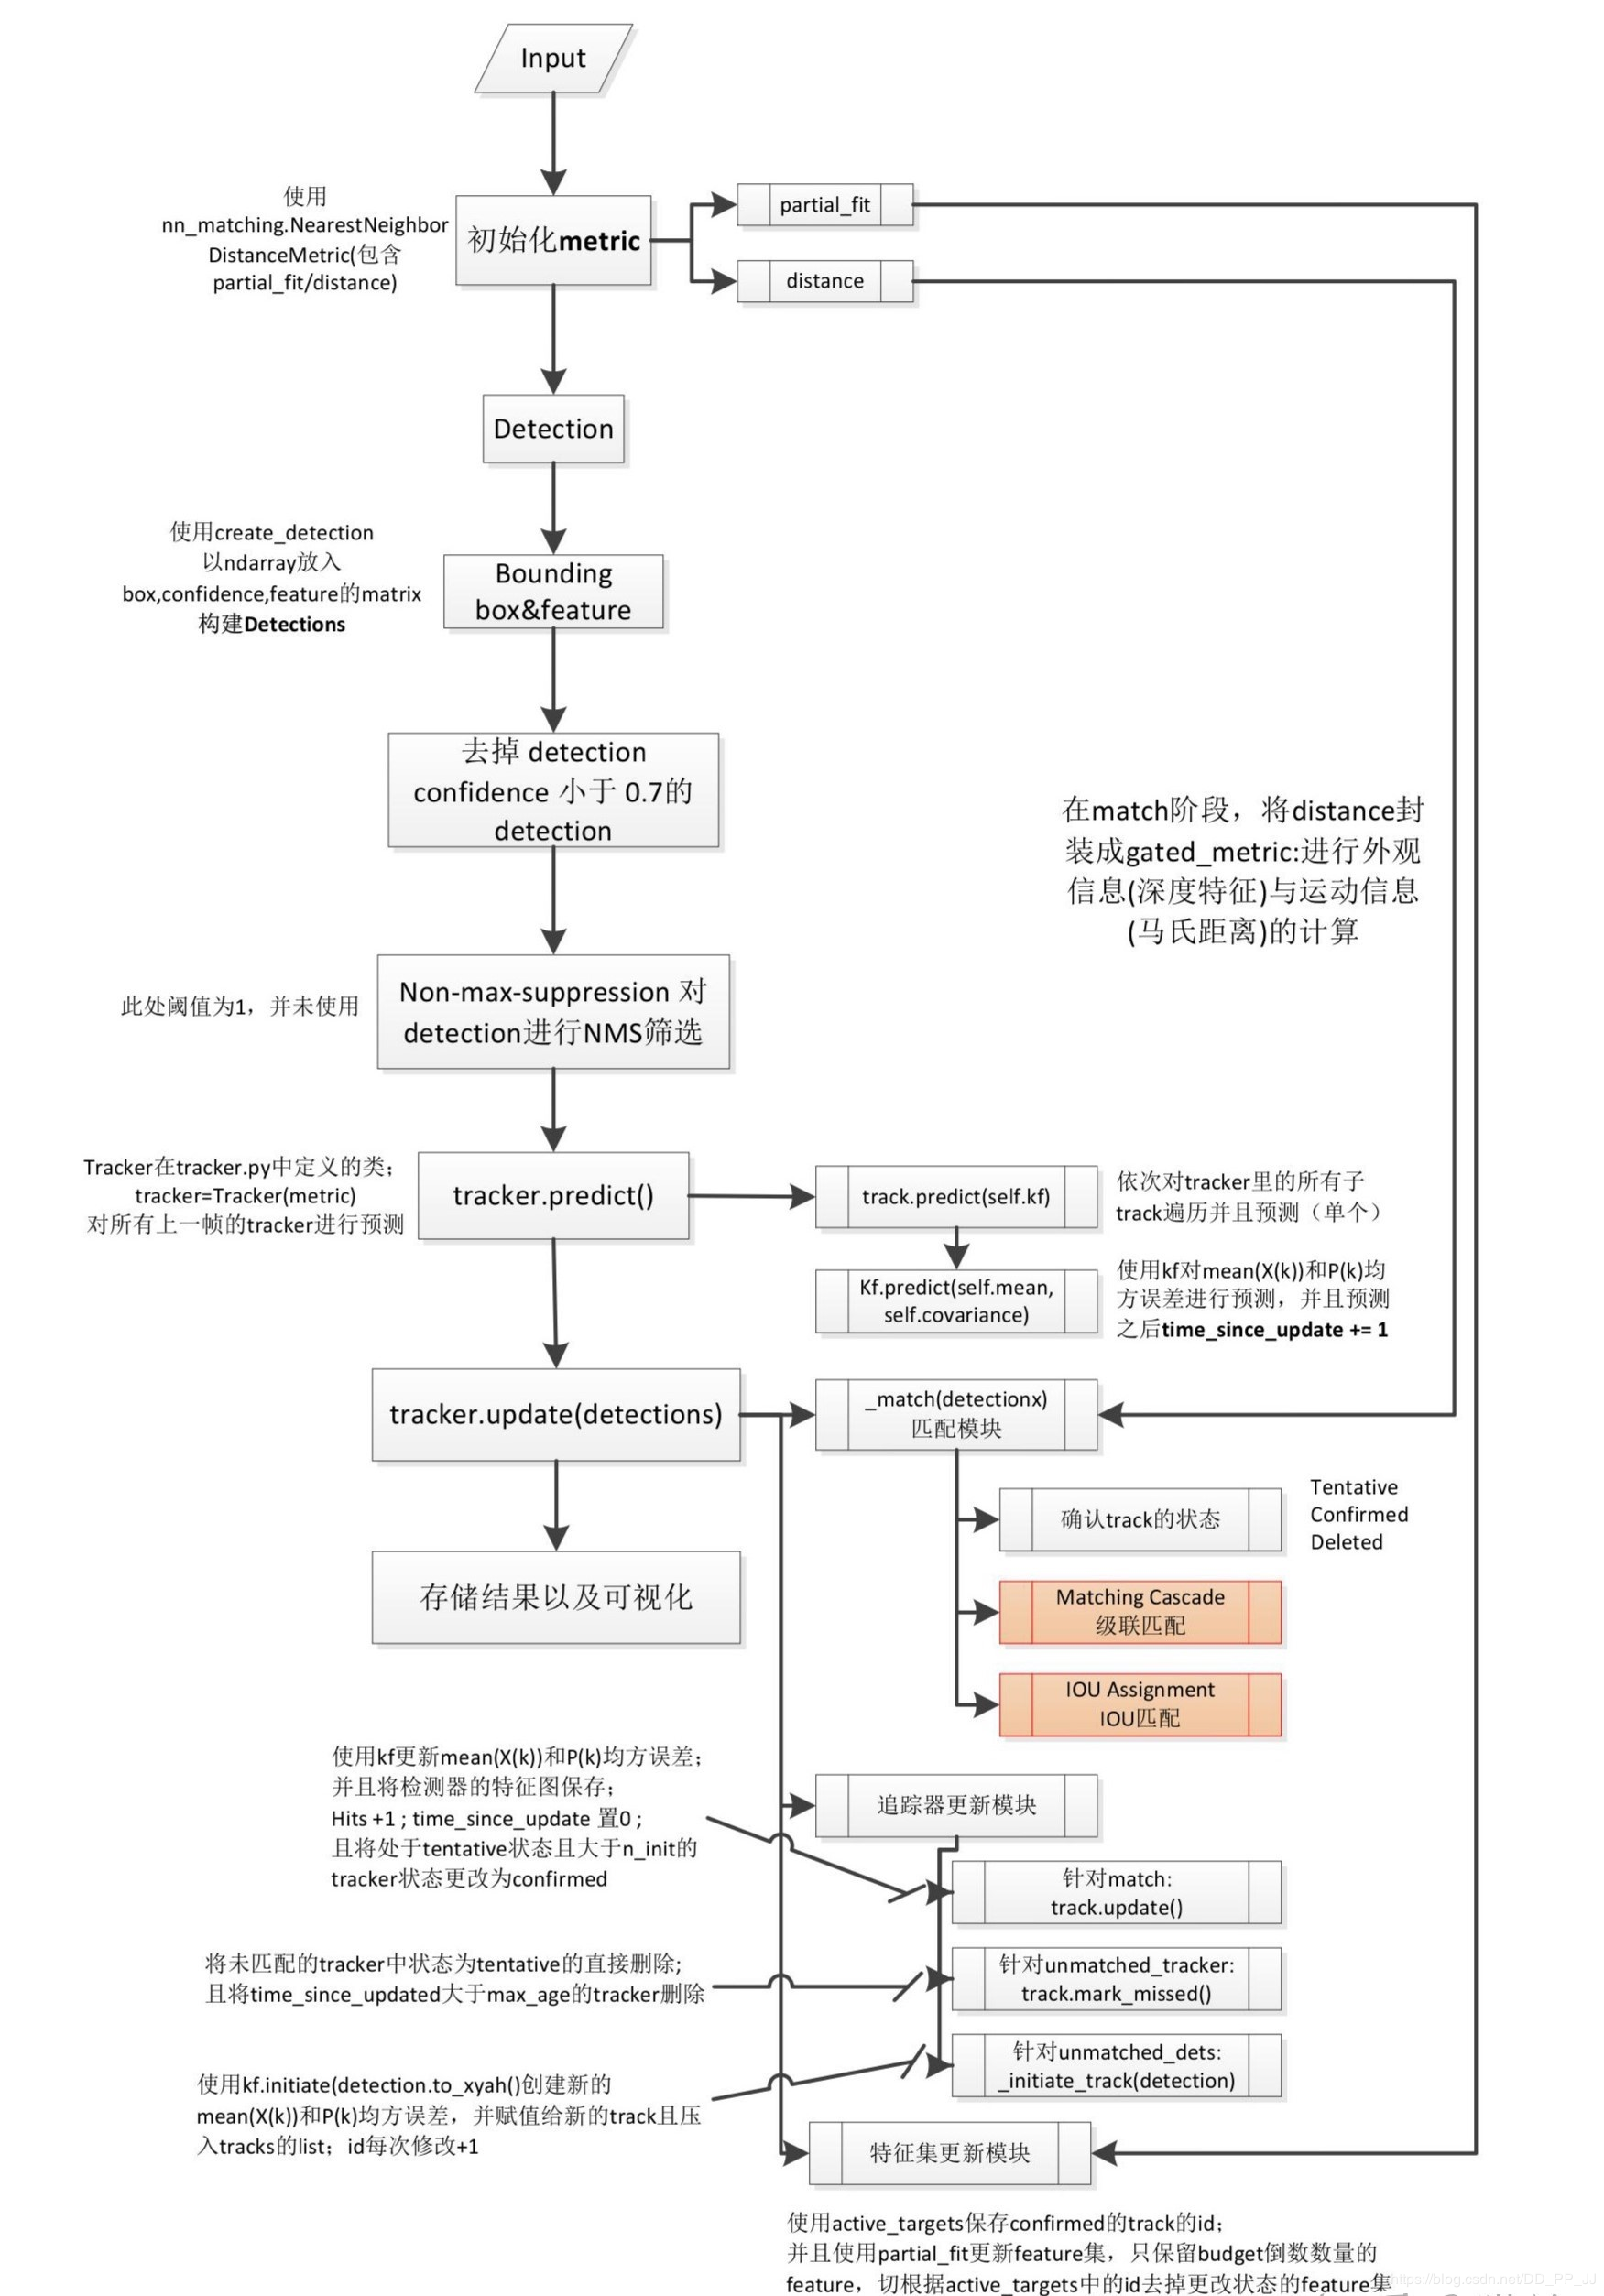 Input
使用
nn_matching.NearestNeighbor
DistanceMetric(包含
partial_fit/distance)
初始化metric
partial_fit
distance
Detection
使用create_detection
以ndarray放入
box,confidence,feature的matrix
构建Detections
Bounding
box&feature
去掉 detection
confidence 小于 0.7的
detection
在match阶段，将distance封
装成gated_metric:进行外观
信息(深度特征)与运动信息
(马氏距离)的计算
此处阈值为1，并未使用
Non-max-suppression 对
detection进行NMS筛选
Tracker在tracker.py中定义的类；
tracker=Tracker(metric)
对所有上一帧的tracker进行预测
tracker.predict()
track.predict(self.kf)
依次对tracker里的所有子
track遍历并且预测（单个）
Kf.predict(self.mean,
self.covariance)
使用kf对mean(X(k))和P(k)均
方误差进行预测，并且预测
之后time_since_update += 1
tracker.update(detections)
_match(detectionx)
匹配模块
确认track的状态
Tentative
Confirmed
Deleted
存储结果以及可视化
Matching Cascade
级联匹配
IOU Assignment
IOU匹配
使用kf更新mean(X(k))和P(k)均方误差；
并且将检测器的特征图保存；
Hits +1 ; time_since_update 置0 ;
且将处于tentative状态且大于n_init的
tracker状态更改为confirmed
追踪器更新模块
针对match:
track.update()
将未匹配的tracker中状态为tentative的直接删除;
且将time_since_updated大于max_age的tracker删除
针对unmatched_tracker:
track.mark_missed()
针对unmatched_dets:
_initiate_track(detection)
使用kf.initiate(detection.to_xyah()创建新的
mean(X(k))和P(k)均方误差，并赋值给新的track且压
入tracks的list；id每次修改+1
特征集更新模块
使用active_targets保存confirmed的track的id；
并且使用partial_fit更新feature集，只保留budget倒数数量的
feature，切根据active_targets中的id去掉更改状态的feature集
https://blog.csdn.net/DD_PP_JJ